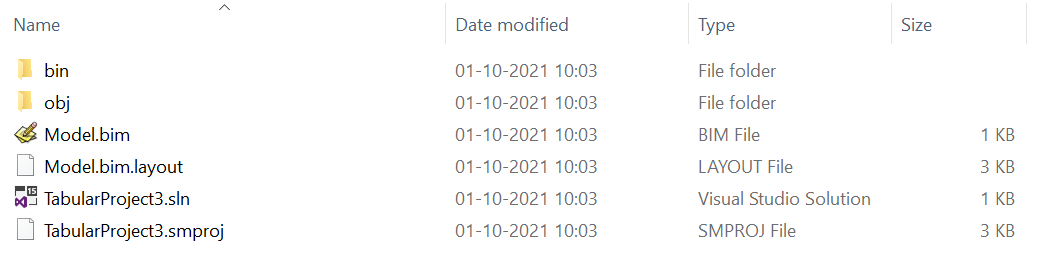 Name Date modified Type Size
bin 01-10-2021 10:03 File folder
obj 01-10-2021 10:03 File folder
Model.bim 01-10-2021 10:03 BIM File 1 KB
Model.bim.layout 01-10-2021 10:03 LAYOUT File 3 KB
15 TabularProject3.sln 01-10-2021 10:03 Visual Studio Solution 1 KB
TabularProject3.smproj 01-10-2021 10:03 SMPROJ File 3 KB